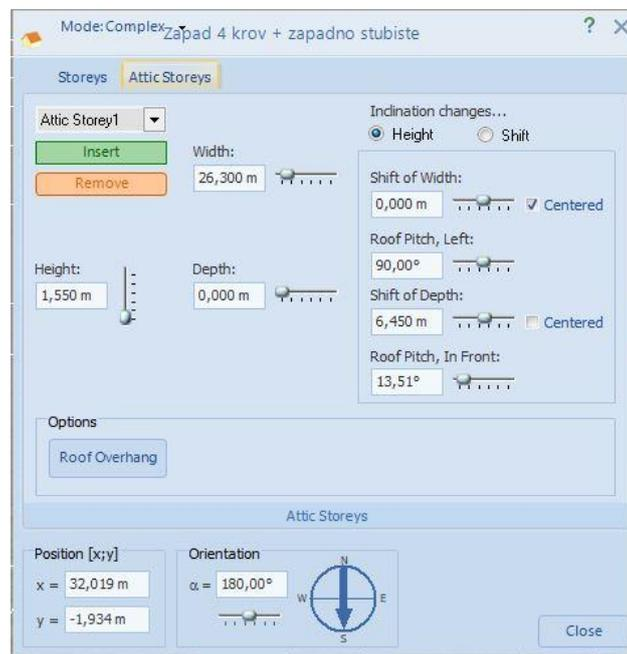 Mode:Complex
Zapad 4 krov + zapadno stubiste
?
Storeys Attic Storeys
Attic Storey1
Insert
Remove
Width:
26,300 m
Height:
1,550 m
Depth:
0,000 m
Inclination changes...
Height Shift
Shift of Width:
0,000 m Centered
Roof Pitch, Left:
90,00°
Shift of Depth:
6,450 m Centered
Roof Pitch, In Front:
13,51°
Options
Roof Overhang
Attic Storeys
Position [x;y]
x = 32,019 m
y = -1,934 m
Orientation
α = 180,00°
N
W E
S
Close